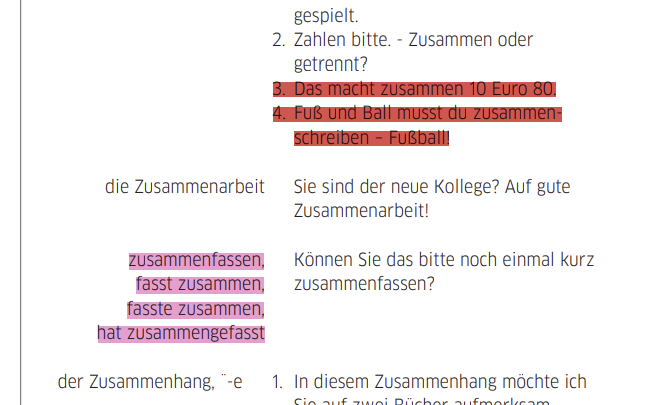 gespielt.
2. Zahlen bitte. - Zusammen oder
getrennt?
3. Das macht zusammen 10 Euro 80.
4. Fuß und Ball musst du zusammen-
schreiben – Fußball!
die Zusammenarbeit
Sie sind der neue Kollege? Auf gute
Zusammenarbeit!
zusammenfassen,
fasst zusammen,
fasste zusammen,
hat zusammengefasst
Können Sie das bitte noch einmal kurz
zusammenfassen?
der Zusammenhang, ¨-e
1. In diesem Zusammenhang möchte ich
Sie auf zwei Bücher aufmerksam